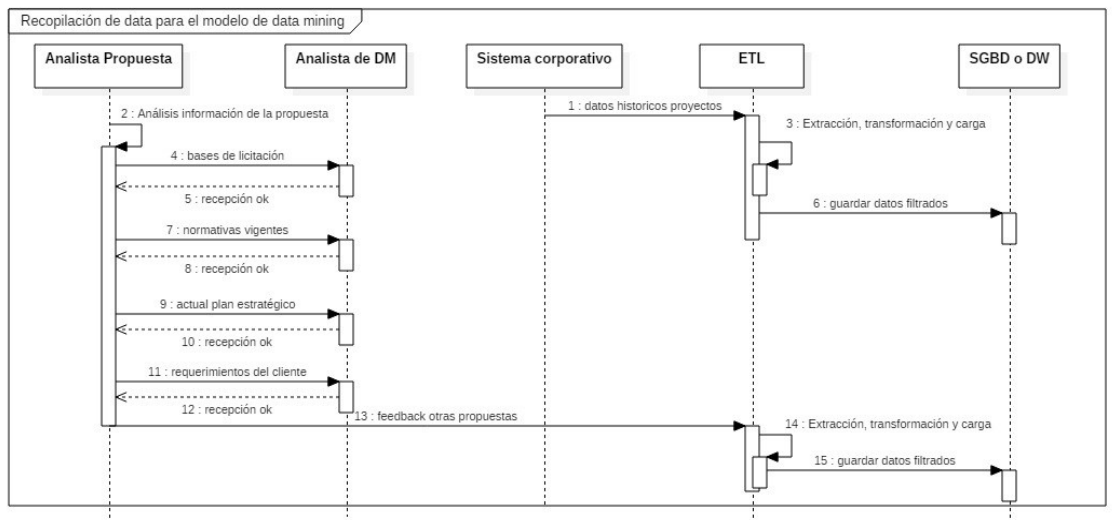 Recopilación de data para el modelo de data mining
Analista Propuesta
Analista de DM
Sistema corporativo
ETL
SGBD o DW
1 : datos historicos proyectos
2 : Análisis información de la propuesta
3 : Extracción, transformación y carga
4 : bases de licitación
5 : recepción ok
6 : guardar datos filtrados
7 : normativas vigentes
8 : recepción ok
9 : actual plan estratégico
10 : recepción ok
11 : requerimientos del cliente
12 : recepción ok
13 : feedback otras propuestas
14 : Extracción, transformación y carga
15 : guardar datos filtrados